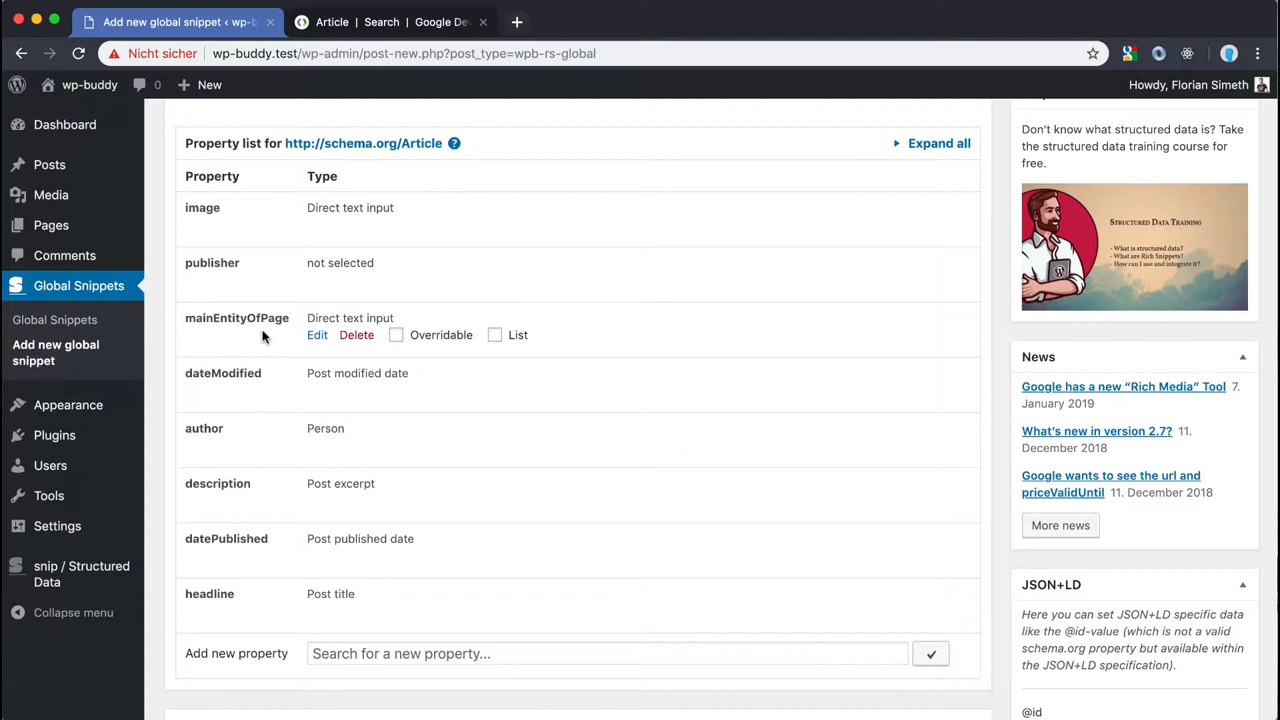 Add new global snippet ‹ wp-b
Article | Search | Google De
Nicht sicher
wp-buddy.test/wp-admin/post-new.php?post_type=wpb-rs-global
wp-buddy
0
New
Howdy, Florian Simeth
Dashboard
Posts
Media
Pages
Comments
Global Snippets
Global Snippets
Add new global
snippet
Appearance
Plugins
Users
Tools
Settings
snip / Structured
Data
Collapse menu
Property list for http://schema.org/Article ?
Expand all
Property Type
image Direct text input
publisher not selected
mainEntityOfPage Direct text input
Edit Delete Overridable List
dateModified Post modified date
author Person
description Post excerpt
datePublished Post published date
headline Post title
Add new property Search for a new property...
Don't know what structured data is? Take
the structured data training course for
free.
Structured Data Training
- What is structured data?
- What are Rich Snippets?
- How can I use and integrate it?
News
Google has a new “Rich Media” Tool 7.
January 2019
What’s new in version 2.7? 11.
December 2018
Google wants to see the url and
priceValidUntil 11. December 2018
More news
JSON+LD
Here you can set JSON+LD specific data
like the @id-value (which is not a valid
schema.org property but available within
the JSON+LD specification).
@id